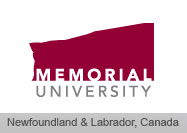 MEMORIAL
UNIVERSITY
Newfoundland & Labrador, Canada